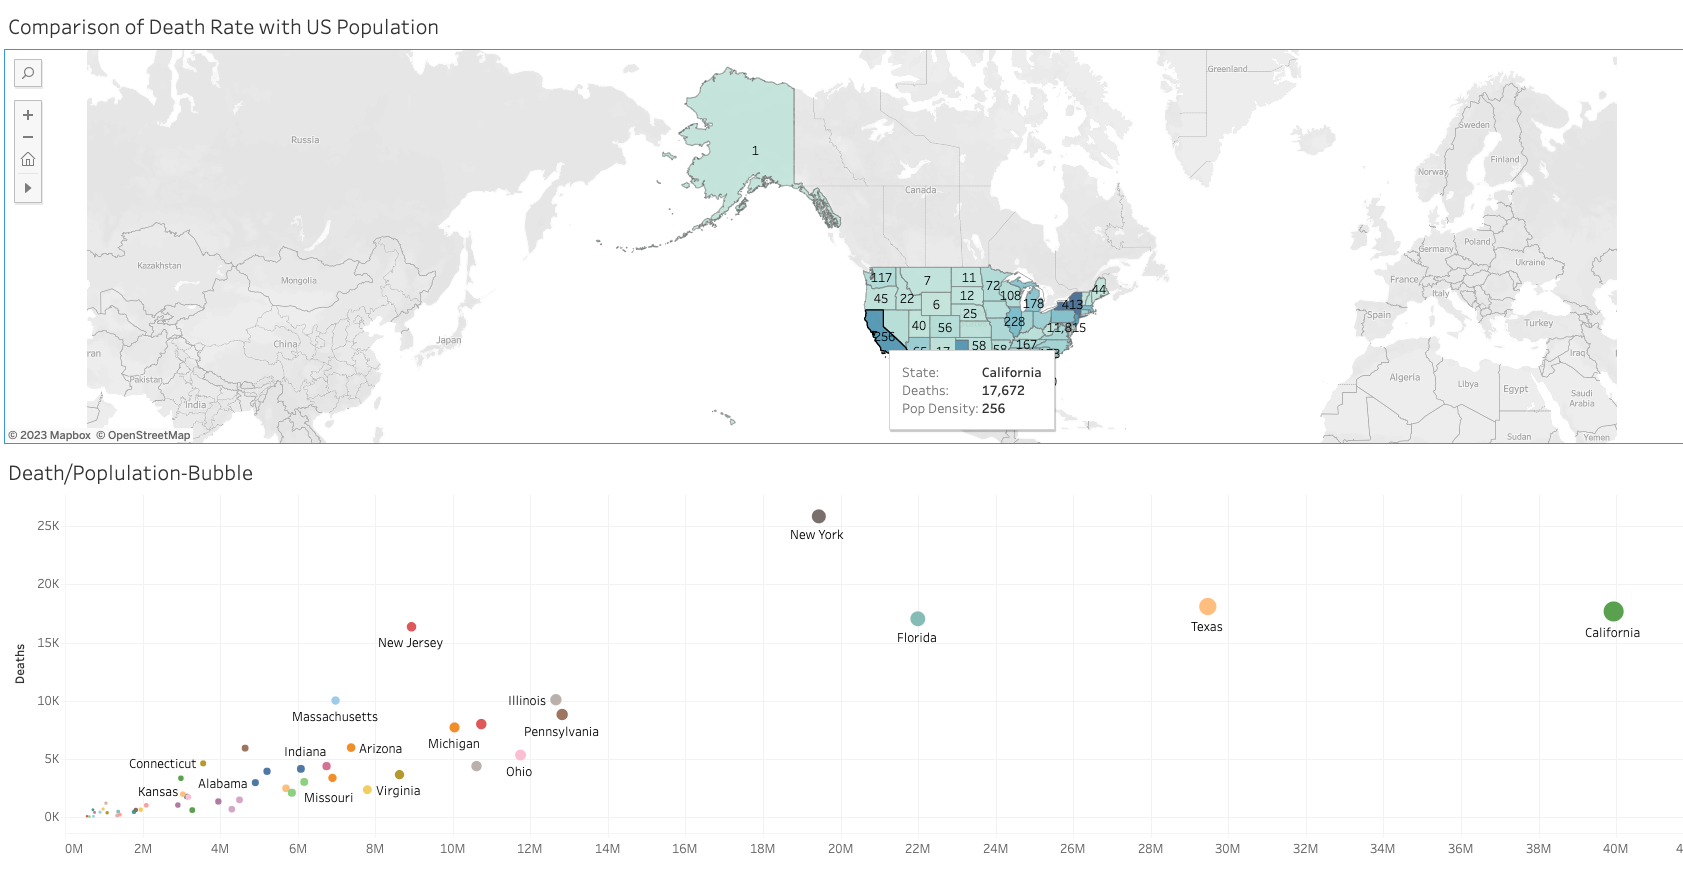 Comparison of Death Rate with US Population
Greenland
Russia
Sweden
Finland
1
Norway
Canada
Germany
Poland
Kazakhstan
Ukraine
Mongolia
117
7
11
72
44
France
45
22
6
12
108
178
413
Italy
25
Spain
40
56
228
11,815
Turkey
256
China
Japan
58
167
Iraq
State: California
Deaths: 17,672
Pop Density: 256
Pakistan
Algeria
Libya
Egypt
Saudi
Arabia
India
© 2023 Mapbox © OpenStreetMap
Sudan
Yemen
Death/Poplulation-Bubble
25K
New York
20K
Texas
Florida
California
15K
New Jersey
Deaths
10K
Illinois
Massachusetts
Pennsylvania
Michigan
5K
Indiana
Arizona
Connecticut
Ohio
Alabama
Kansas
Missouri
Virginia
0K
0M 2M 4M 6M 8M 10M 12M 14M 16M 18M 20M 22M 24M 26M 28M 30M 32M 34M 36M 38M 40M 4